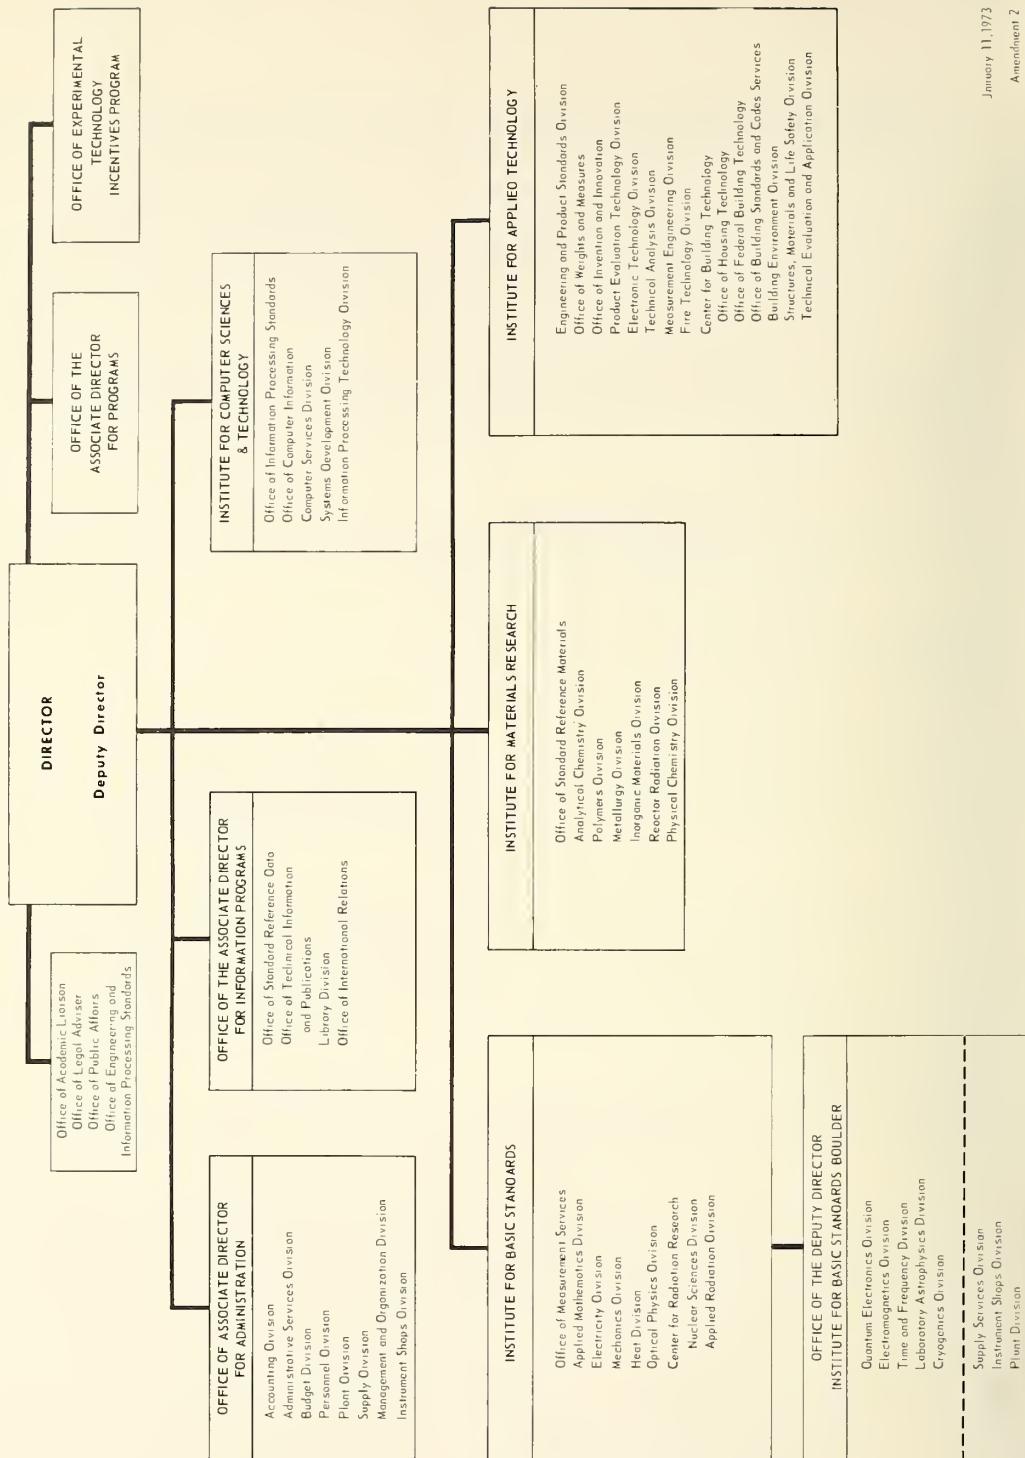 DIRECTOR
Deputy Director
Office of Academic Liaison
Office of Legal Adviser
Office of Public Affairs
Office of Engineering and
Information Processing Standards
OFFICE OF THE
ASSOCIATE DIRECTOR
FOR PROGRAMS
OFFICE OF EXPERIMENTAL
TECHNOLOGY
INCENTIVES PROGRAM
OFFICE OF ASSOCIATE DIRECTOR
FOR ADMINISTRATION
Accounting Division
Administrative Services Division
Budget Division
Personnel Division
Plant Division
Supply Division
Management and Organization Division
Instrument Shops Division
OFFICE OF THE ASSOCIATE DIRECTOR
FOR INFORMATION PROGRAMS
Office of Standard Reference Data
Office of Technical Information
and Publications
Library Division
Office of International Relations
INSTITUTE FOR COMPUTER SCIENCES
& TECHNOLOGY
Office of Information Processing Standards
Office of Computer Information
Computer Services Division
Systems Development Division
Information Processing Technology Division
INSTITUTE FOR BASIC STANDARDS
Office of Measurement Services
Applied Mathematics Division
Electricity Division
Mechanics Division
Heat Division
Optical Physics Division
Center for Radiation Research
Nuclear Sciences Division
Applied Radiation Division
INSTITUTE FOR MATERIALS RESEARCH
Office of Standard Reference Materials
Analytical Chemistry Division
Polymers Division
Metallurgy Division
Inorganic Materials Division
Reactor Radiation Division
Physical Chemistry Division
INSTITUTE FOR APPLIED TECHNOLOGY
Engineering and Product Standards Division
Office of Weights and Measures
Office of Invention and Innovation
Product Evaluation Technology Division
Electronic Technology Division
Technical Analysis Division
Measurement Engineering Division
Fire Technology Division
Center for Building Technology
Office of Housing Technology
Office of Federal Building Technology
Office of Building Standards and Codes Services
Building Environment Division
Structures, Materials and Life Safety Division
Technical Evaluation and Application Division
OFFICE OF THE DEPUTY DIRECTOR
INSTITUTE FOR BASIC STANDARDS BOULDER
Quantum Electronics Division
Electromagnetics Division
Time and Frequency Division
Laboratory Astrophysics Division
Cryogenics Division
Supply Services Division
Instrument Shops Division
Plant Division
January 11, 1973
Amendment 2